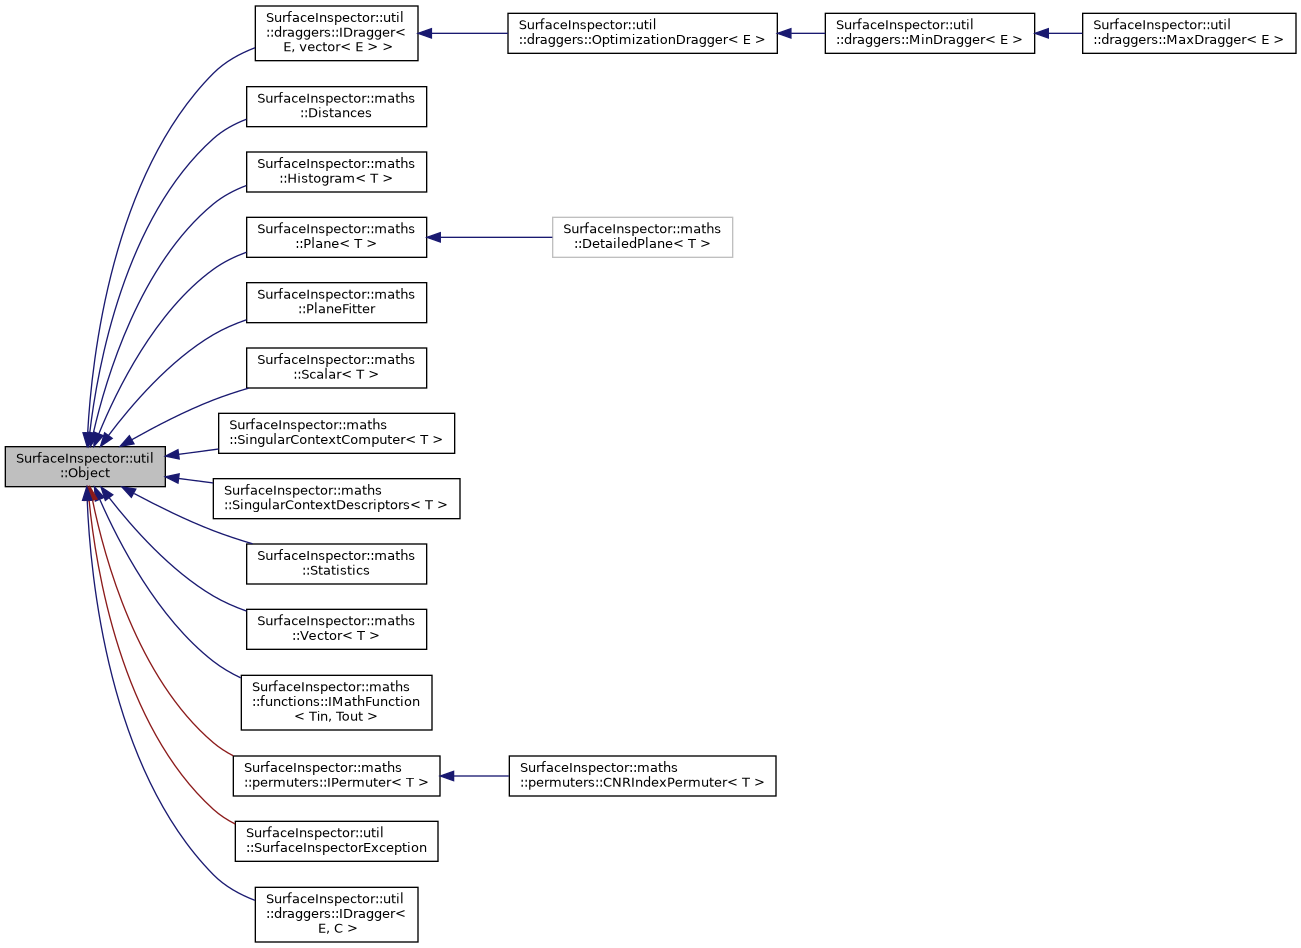 SurfaceInspector::util
::draggers::IDragger<
E, vector< E > >
SurfaceInspector::util
::draggers::OptimizationDragger< E >
SurfaceInspector::util
::draggers::MinDragger< E >
SurfaceInspector::util
::draggers::MaxDragger< E >
SurfaceInspector::maths
::Distances
SurfaceInspector::maths
::Histogram< T >
SurfaceInspector::maths
::Plane< T >
SurfaceInspector::maths
::DetailedPlane< T >
SurfaceInspector::maths
::PlaneFitter
SurfaceInspector::maths
::Scalar< T >
SurfaceInspector::maths
::SingularContextComputer< T >
SurfaceInspector::util
::Object
SurfaceInspector::maths
::SingularContextDescriptors< T >
SurfaceInspector::maths
::Statistics
SurfaceInspector::maths
::Vector< T >
SurfaceInspector::maths
::functions::IMathFunction
< Tin, Tout >
SurfaceInspector::maths
::permuters::IPermuter< T >
SurfaceInspector::maths
::permuters::CNRIndexPermuter< T >
SurfaceInspector::util
::SurfaceInspectorException
SurfaceInspector::util
::draggers::IDragger<
E, C >